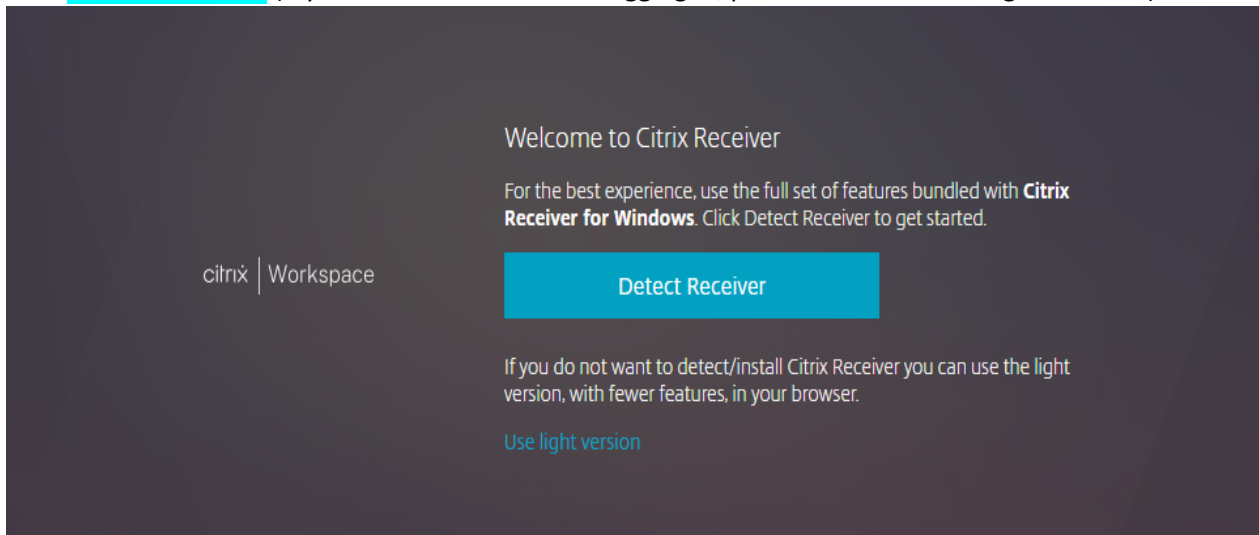 Welcome to Citrix Receiver
For the best experience, use the full set of features bundled with Citrix
Receiver for Windows. Click Detect Receiver to get started.
citrix | Workspace
Detect Receiver
If you do not want to detect/install Citrix Receiver you can use the light
version, with fewer features, in your browser.
Use light version